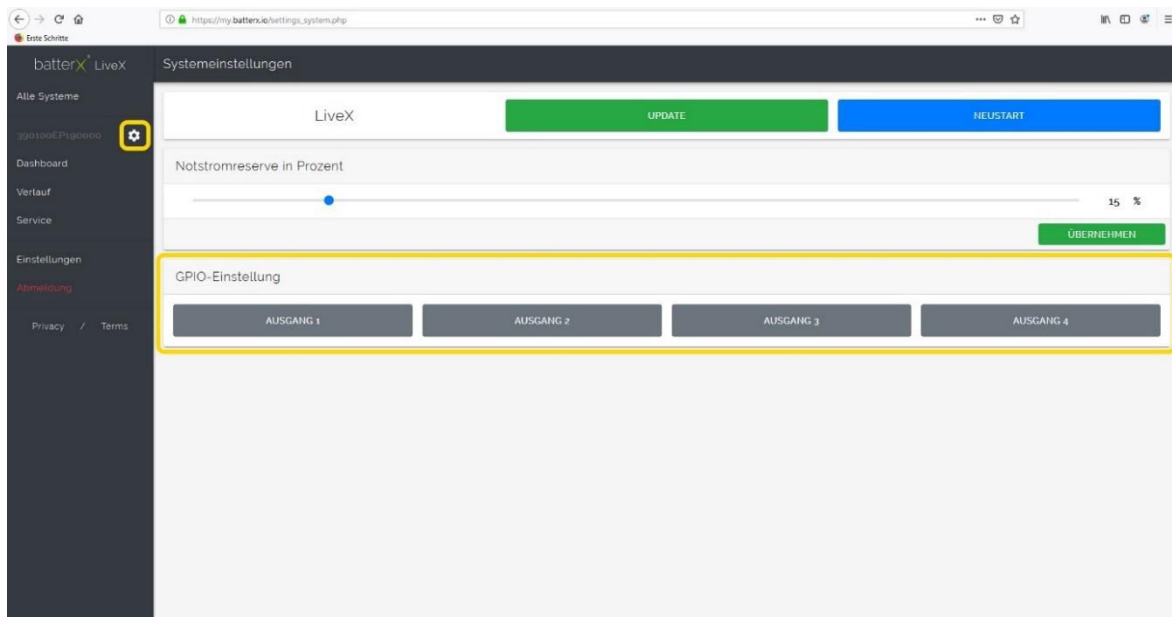 https://my.batterx.io/settings_system.php
Erste Schritte
batterX LiveX
Systemeinstellungen
Alle Systeme
390100EP190000
Dashboard
Verlauf
Service
Einstellungen
Abmeldung
Privacy / Terms
LiveX
UPDATE
NEUSTART
Notstromreserve in Prozent
15 %
ÜBERNEHMEN
GPIO-Einstellung
AUSGANG 1
AUSGANG 2
AUSGANG 3
AUSGANG 4